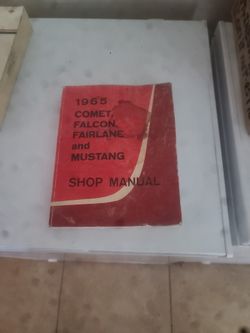 1965
COMET,
FALCON,
FAIRLANE
and
MUSTANG
SHOP MANUAL